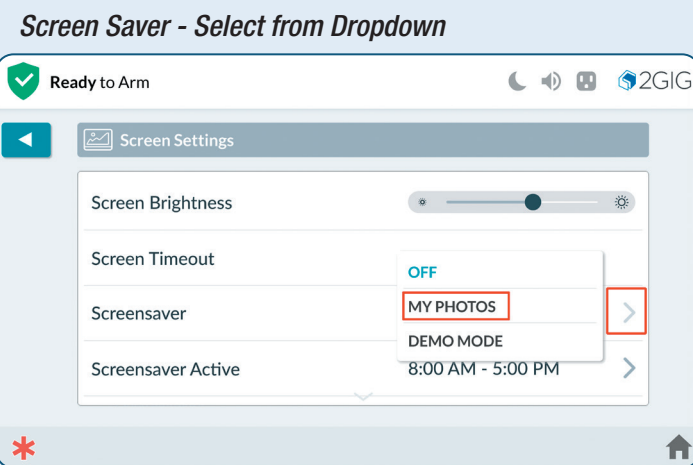 Screen Saver - Select from Dropdown
Ready to Arm
2GIG
Screen Settings
Screen Brightness
Screen Timeout
OFF
Screensaver
MY PHOTOS
DEMO MODE
Screensaver Active
8:00 AM - 5:00 PM